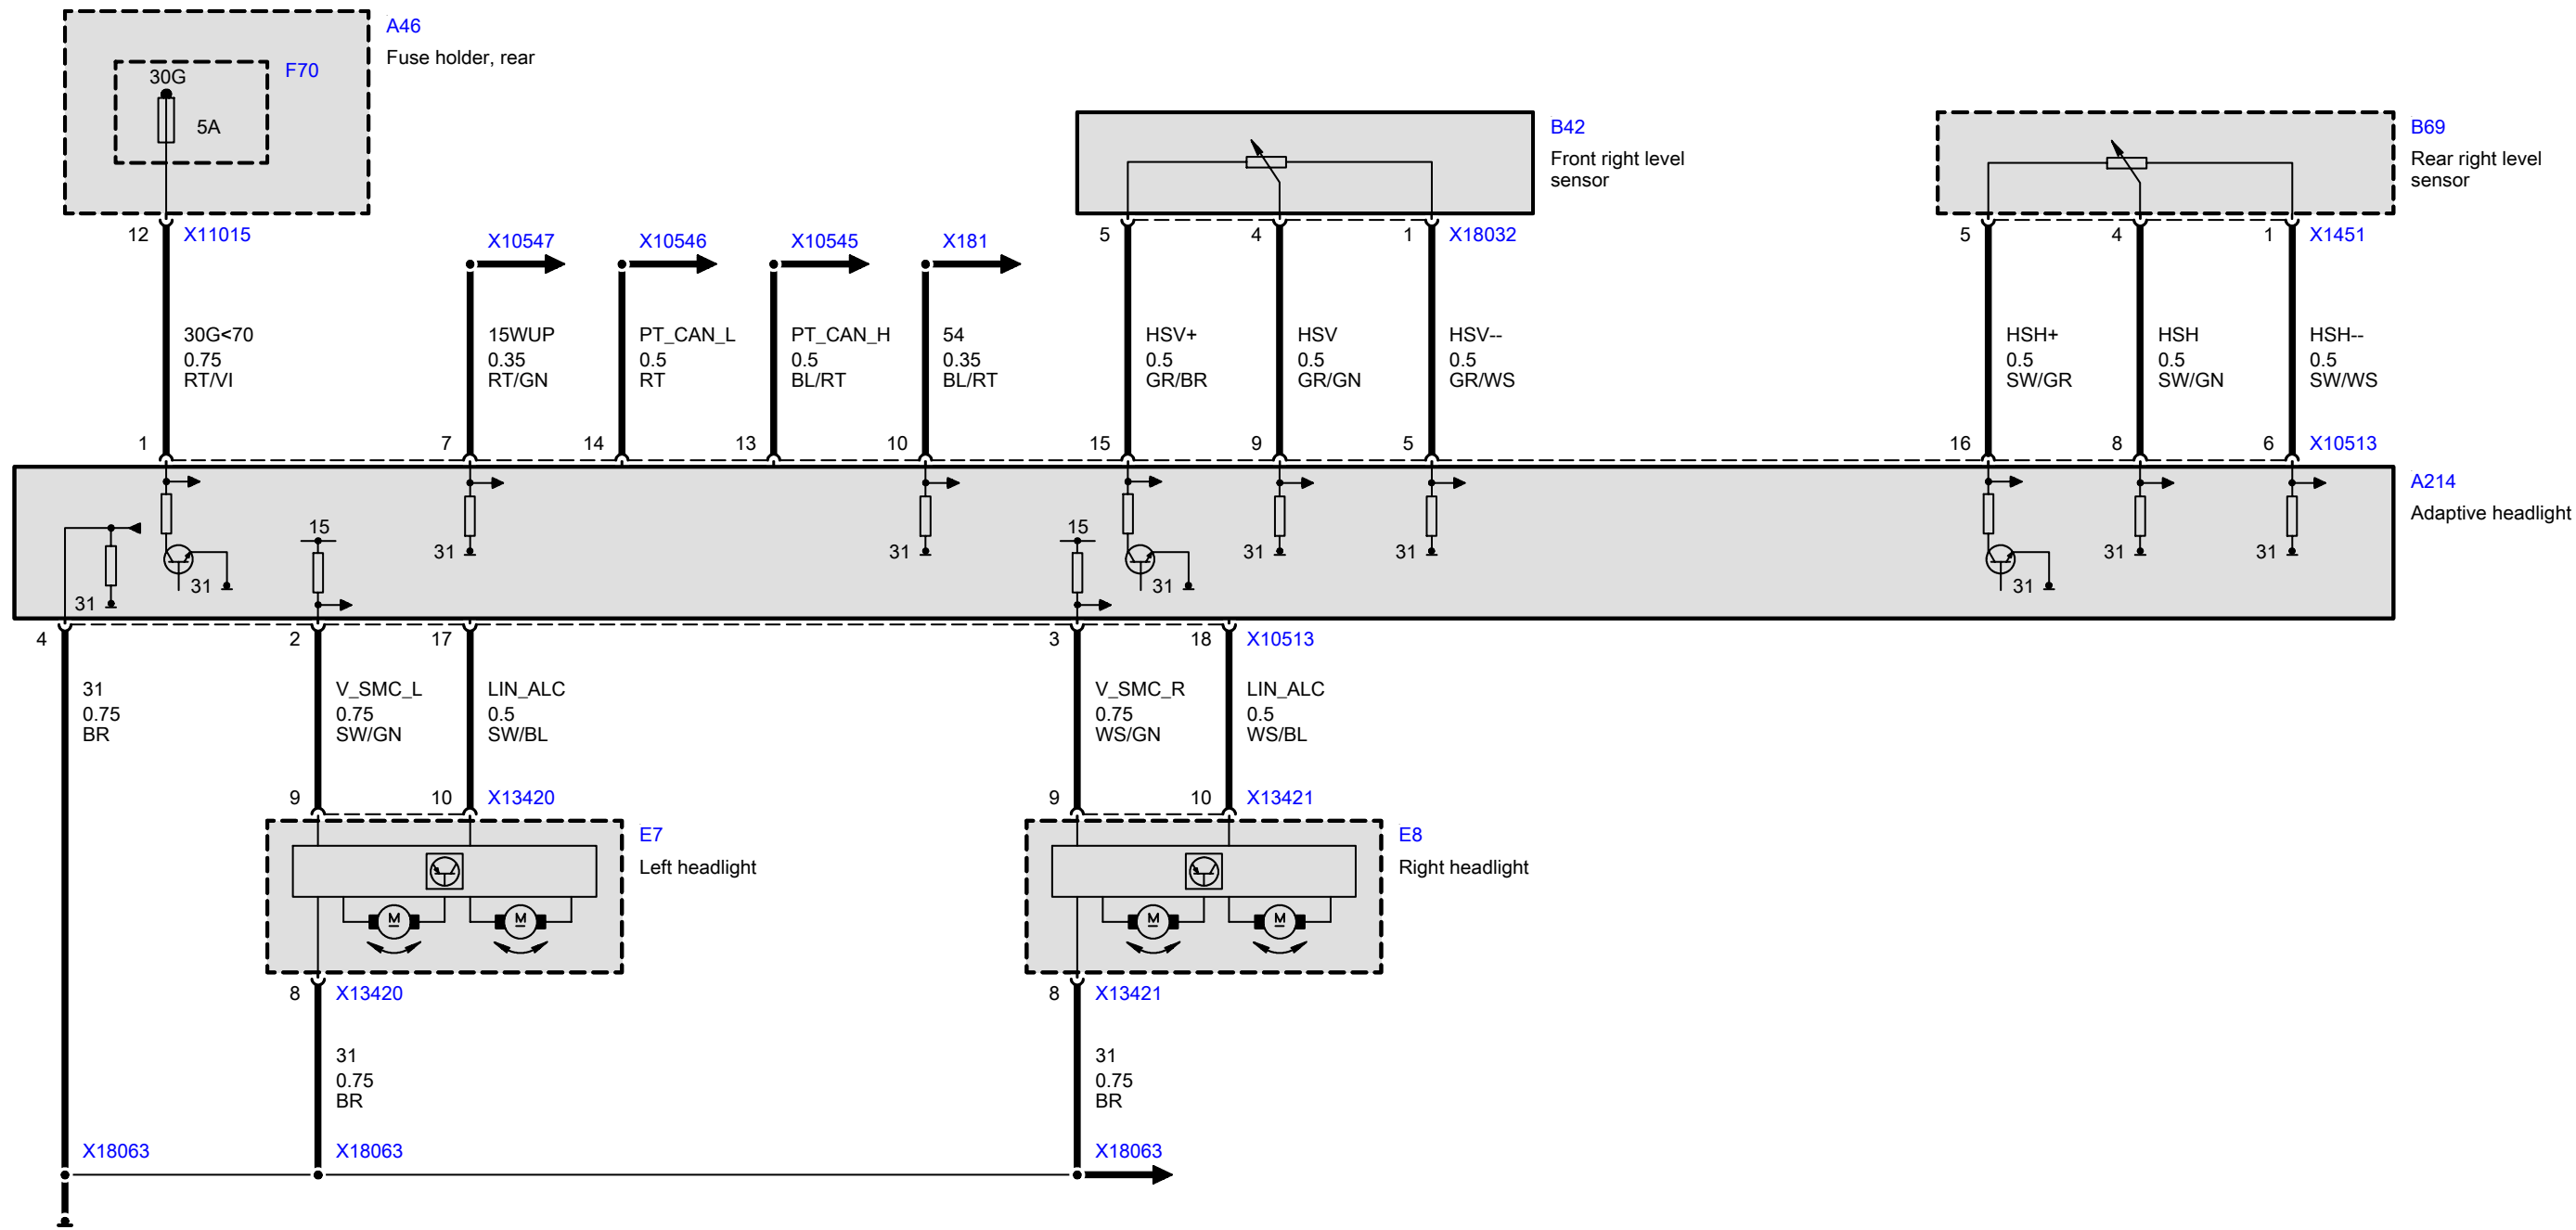 A46
Fuse holder, rear
F70
30G
5A
B42
Front right level
sensor
B69
Rear right level
sensor
12 X11015
X10547 X10546 X10545 X181
5 4 1 X18032
5 4 1 X1451
30G<70
0.75
RT/VI
15WUP
0.35
RT/GN
PT_CAN_L
0.5
RT
PT_CAN_H
0.5
BL/RT
54
0.35
BL/RT
HSV+
0.5
GR/BR
HSV
0.5
GR/GN
HSV--
0.5
GR/WS
HSH+
0.5
SW/GR
HSH
0.5
SW/GN
HSH--
0.5
SW/WS
1 7 14 13 10 15 9 5 16 8 6 X10513
A214
Adaptive headlight
15 15
31 31 31 31 31 31
31 31 31 31
4 2 17 3 18 X10513
31
0.75
BR
V_SMC_L
0.75
SW/GN
LIN_ALC
0.5
SW/BL
V_SMC_R
0.75
WS/GN
LIN_ALC
0.5
WS/BL
9 10 X13420
9 10 X13421
E7
Left headlight
E8
Right headlight
M M M M
8 X13420
8 X13421
31
0.75
BR
31
0.75
BR
X18063 X18063 X18063